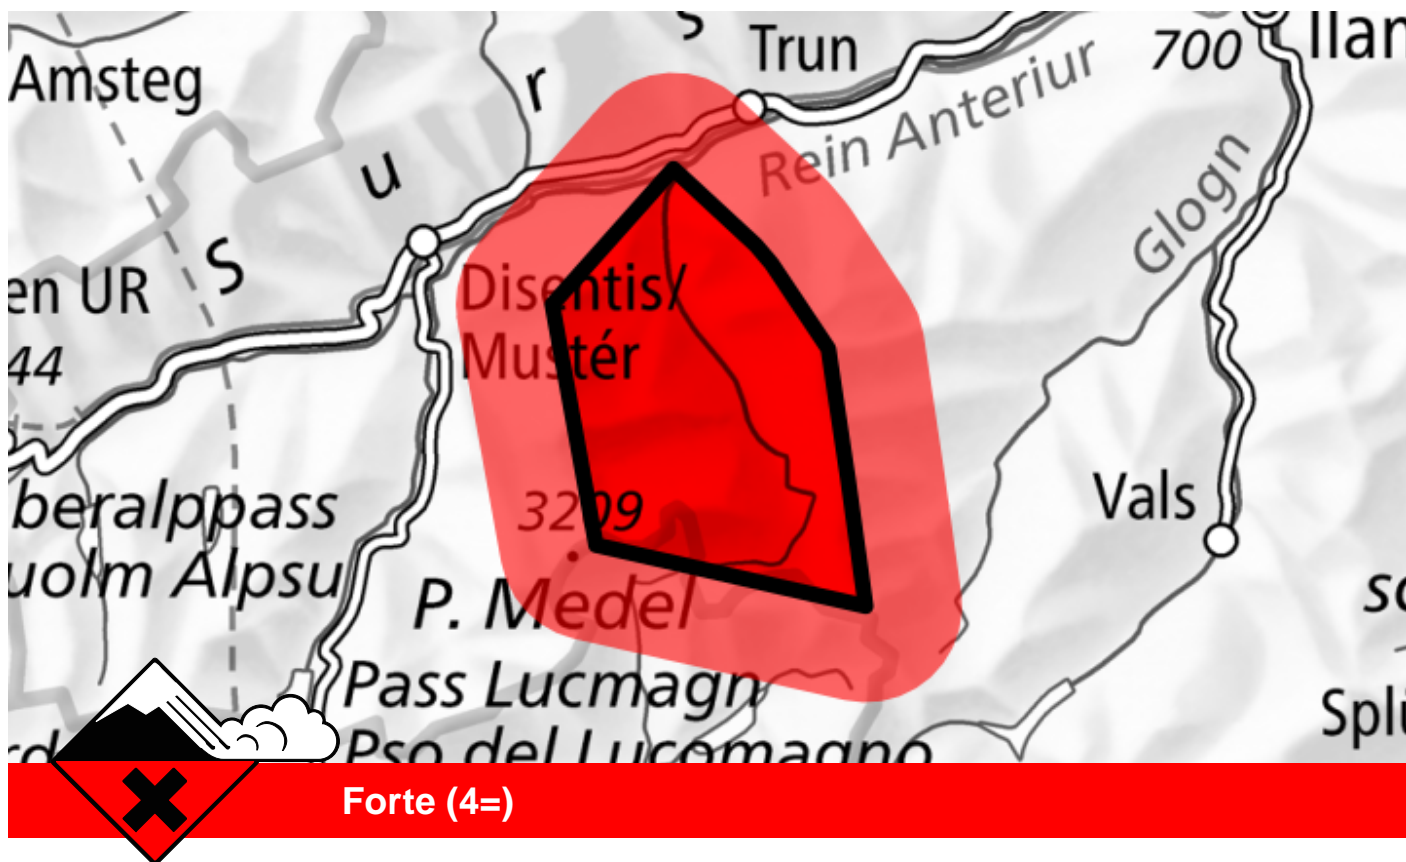 Trun
Ilan
700
Amsteg
S u r s
Rein Anteriur
Glogn
en UR
44
Disentis/
Mustér
3209
P. Medel
Vals
beralppass
uolm Alpsu
Pass Lucmagn
Pso del Lucomagno
Splü
rd
Forte (4=)